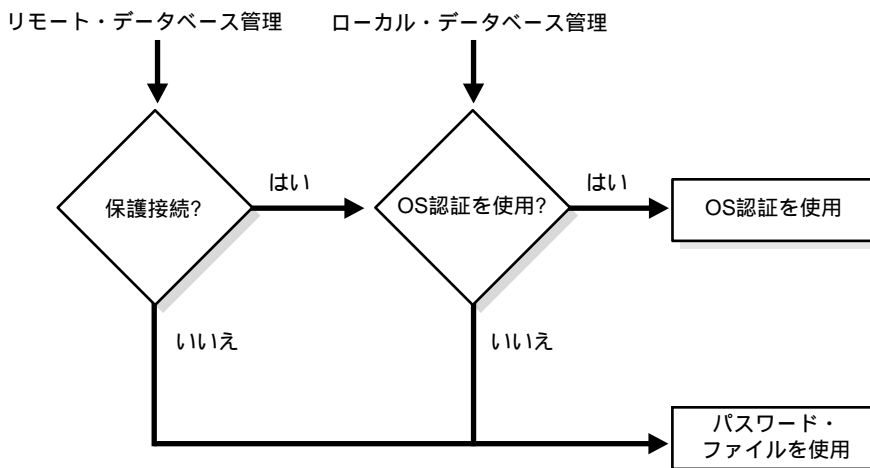 リモート・データベース管理
ローカル・データベース管理
保護接続?
はい
OS認証を使用?
はい
OS認証を使用
いいえ
いいえ
パスワード・
ファイルを使用